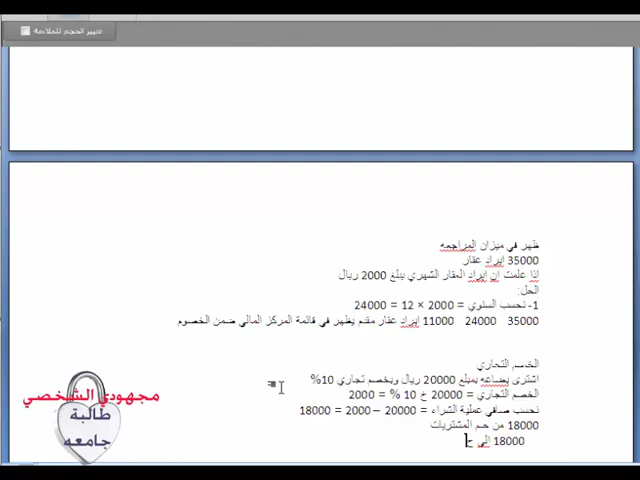 تغيير الحجم للملاءمة
ظهر في ميزان المراجعه
35000 إيراد عقار
إذا علمت ان إيراد العقار الشهري يبلغ 2000 ريال
الحل:
1- نحسب السنوي = 2000 × 12 = 24000
35000 24000 11000 إيراد عقار مقدم يظهر في قائمة المركز المالي ضمن الخصوم
الخصم التجاري
اشترى بضاعه بمبلغ 20000 ريال وبخصم تجاري 10%
الخصم التجاري = 20000 خ 10 % = 2000
نحسب صافي عملية الشراء = 20000 – 2000 = 18000
18000 من حـ المشتريات
18000 إلى حـ
مجهودي الشخصي
طالبة
جامعه